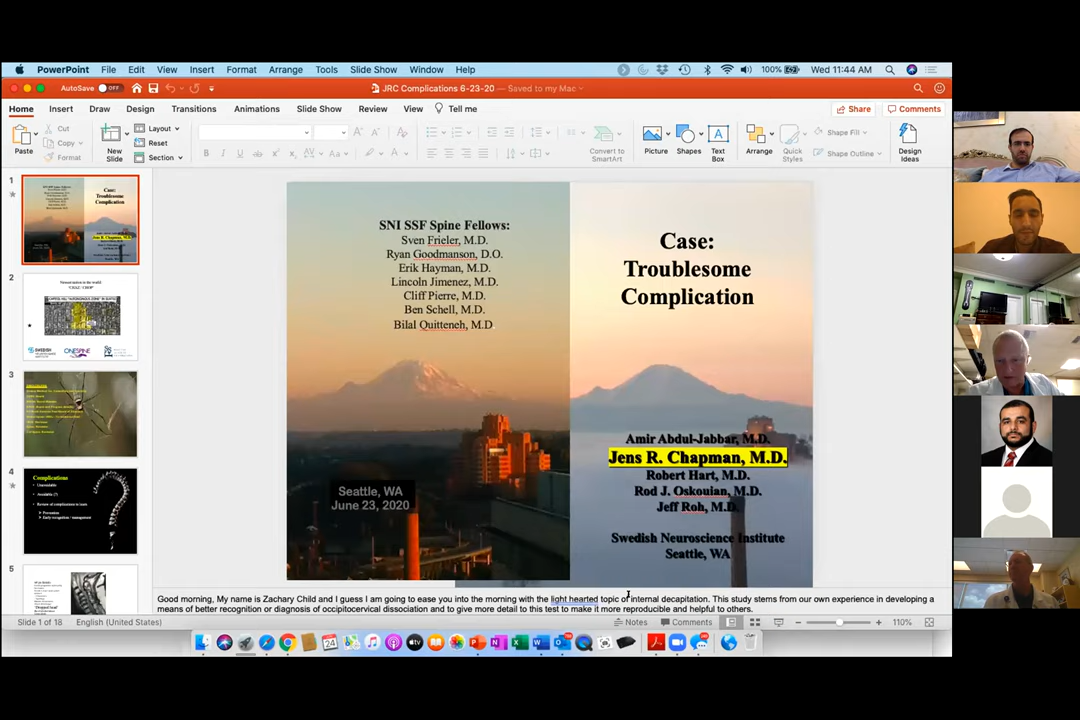 PowerPoint File Edit View Insert Format Arrange Tools Slide Show Window Help 100% Wed 11:44 AM
AutoSave OFF JRC Complications 6-23-20 — Saved to my Mac
Home Insert Draw Design Transitions Animations Slide Show Review View Tell me Share Comments
Paste Cut Copy Format
New Slide Layout Reset Section
Convert to SmartArt
Picture Shapes Text Box Arrange Quick Styles Shape Fill Shape Outline Design Ideas
1
Case:
Troublesome
Complication
2
3
4
Complications
5
SNI SSF Spine Fellows:
Sven Frieler, M.D.
Ryan Goodmanson, D.O.
Erik Hayman, M.D.
Lincoln Jimenez, M.D.
Cliff Pierre, M.D.
Ben Schell, M.D.
Bilal Quitteneh, M.D.
Seattle, WA
June 23, 2020
Case:
Troublesome
Complication
Amir Abdul-Jabbar, M.D.
Jens R. Chapman, M.D.
Robert Hart, M.D.
Rod J. Oskouian, M.D.
Jeff Roh, M.D.
Swedish Neuroscience Institute
Seattle, WA
Good morning, My name is Zachary Child and I guess I am going to ease you into the morning with the light hearted topic of internal decapitation. This study stems from our own experience in developing a
means of better recognition or diagnosis of occipitocervical dissociation and to give more detail to this test to make it more reproducible and helpful to others.
Slide 1 of 18 English (United States) Notes Comments 110%